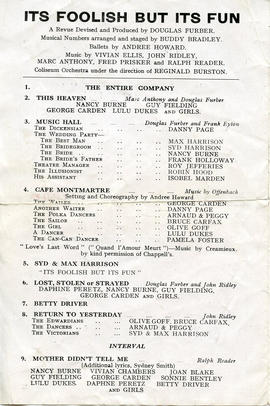 ITS FOOLISH BUT ITS FUN
A Revue Devised and Produced by DOUGLAS FURBER.
Musical Numbers arranged and staged by BUDDY BRADLEY.
Ballets by ANDREE HOWARD.
Music by VIVIAN ELLIS, JOHN RIDLEY,
MARC ANTHONY, FRED PRISKER and RALPH READER.
Coliseum Orchestra under the direction of REGINALD BURSTON.
1. THE ENTIRE COMPANY
2. THIS HEAVEN Marc Anthony and Douglas Furber
NANCY BURNE GUY FIELDING
GEORGE CARDEN LULU DUKES and GIRLS.
3. MUSIC HALL Douglas Furber and Frank Eyton
THE DICKENSIAN .. .. .. .. DANNY PAGE
THE WEDDING PARTY—
THE BEST MAN .. .. .. .. MAX HARRISON
THE BRIDEGROOM .. .. .. .. SYD HARRISON
THE BRIDE .. .. .. .. NANCY BURNE
THE BRIDE'S FATHER .. .. .. FRANK HOLLOWAY
THEATRE MANAGER .. .. .. .. ROY JEFFERIES
THE ILLUSIONIST .. .. .. .. ROBIN HOOD
HIS ASSISTANT .. .. .. .. ISOBEL MARDEN
4. CAFE MONTMARTRE Music by Offenbach
Setting and Choreography by Andree Howard
THE WAITER .. .. .. .. GEORGE CARDEN
ANOTHER WAITER .. .. .. DANNY PAGE
THE POLKA DANCERS .. .. .. ARNAUD & PEGGY
THE SAILOR .. .. .. .. BRUCE CARFAX
THE GIRL .. .. .. .. OLIVE GOFF
A DANCER .. .. .. .. LULU DUKES
THE CAN-CAN DANCER .. .. .. PAMELA FOSTER
"Love's Last Word" ("Quand l'Amour Meurt")—Music by Creamieux.
by kind permission of Chappell's.
5. SYD & MAX HARRISON
"ITS FOOLISH BUT ITS FUN"
6. LOST, STOLEN or STRAYED Douglas Furber and John Ridley
DAPHNE PERETZ, NANCY BURNE, GUY FIELDING,
GEORGE CARDEN and GIRLS.
7. BETTY DRIVER
8. RETURN TO YESTERDAY John Ridley
THE EDWARDIANS .. .. OLIVE GOFF, BRUCE CARFAX,
THE DANCERS .. .. .. ARNAUD & PEGGY
THE VICTORIANS .. .. SYD & MAX HARRISON
INTERVAL
9. MOTHER DIDN'T TELL ME Ralph Reader
(Additional lyrics, Sydney Smith)
NANCY BURNE VIVIAN CHAMBERS JOAN BLAKE
GUY FIELDING GEORGE CARDEN SONNE BENTLEY
LULU DUKES DAPHNE PERETZ BETTY DRIVER
and GIRLS